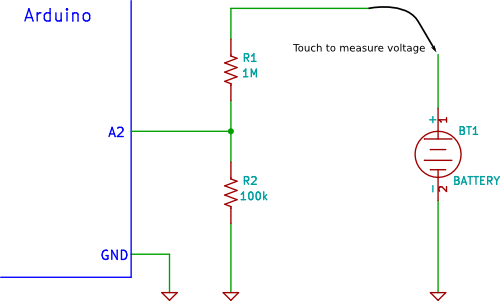 Arduino
R1
1M
Touch to measure voltage
A2
+
1
BT1
BATTERY
-
2
R2
100k
GND